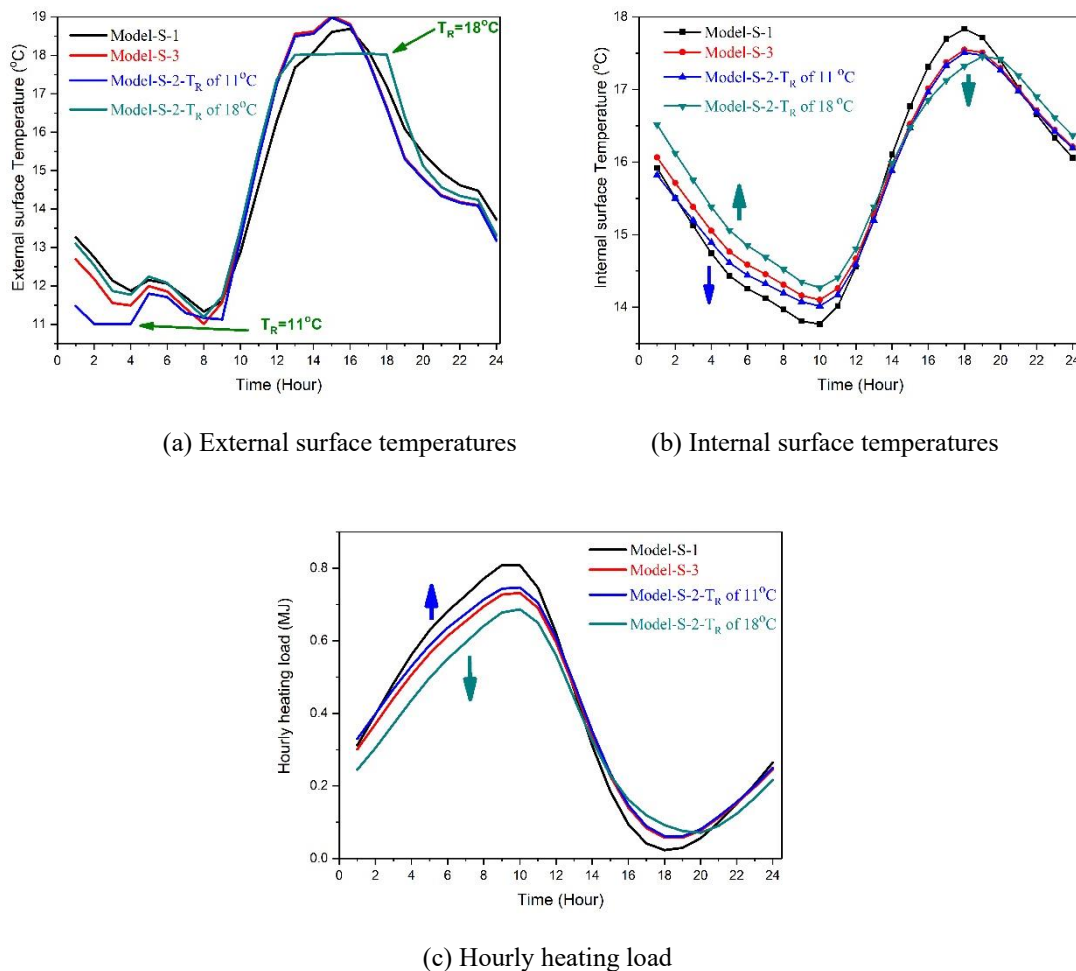 External surface temperature (°C)
19
18
17
16
15
14
13
12
11
0 2 4 6 8 10 12 14 16 18 20 22 24
Time (Hour)
Model-S-1
Model-S-3
Model-S-2-TR of 11°C
Model-S-2-TR of 18°C
TR=18°C
TR=11°C
(a) External surface temperatures
Internal surface Temperature (°C)
18
17
16
15
14
0 2 4 6 8 10 12 14 16 18 20 22 24
Time (Hour)
Model-S-1
Model-S-3
Model-S-2-TR of 11 °C
Model-S-2-TR of 18 °C
(b) Internal surface temperatures
Hourly heating load (MJ)
0.8
0.6
0.4
0.2
0.0
0 2 4 6 8 10 12 14 16 18 20 22 24
Time (Hour)
Model-S-1
Model-S-3
Model-S-2-TR of 11°C
Model-S-2-TR of 18°C
(c) Hourly heating load